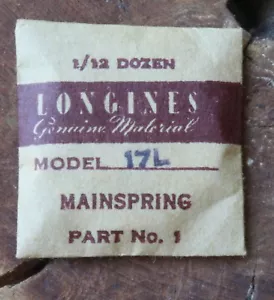 1/12 DOZEN
LONGINES
Genuine Material
MODEL 17L
MAINSPRING
PART No. 1